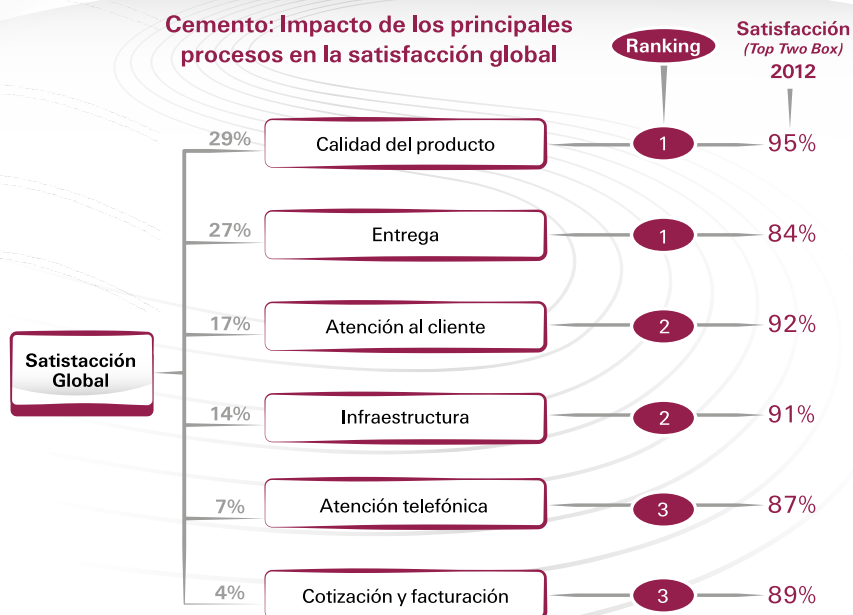 Cemento: Impacto de los principales
procesos en la satisfacción global
Ranking
Satisfacción
(Top Two Box)
2012
29%
Calidad del producto
1
95%
27%
Entrega
1
84%
17%
Atención al cliente
2
92%
Satistacción
Global
14%
Infraestructura
2
91%
7%
Atención telefónica
3
87%
4%
Cotización y facturación
3
89%